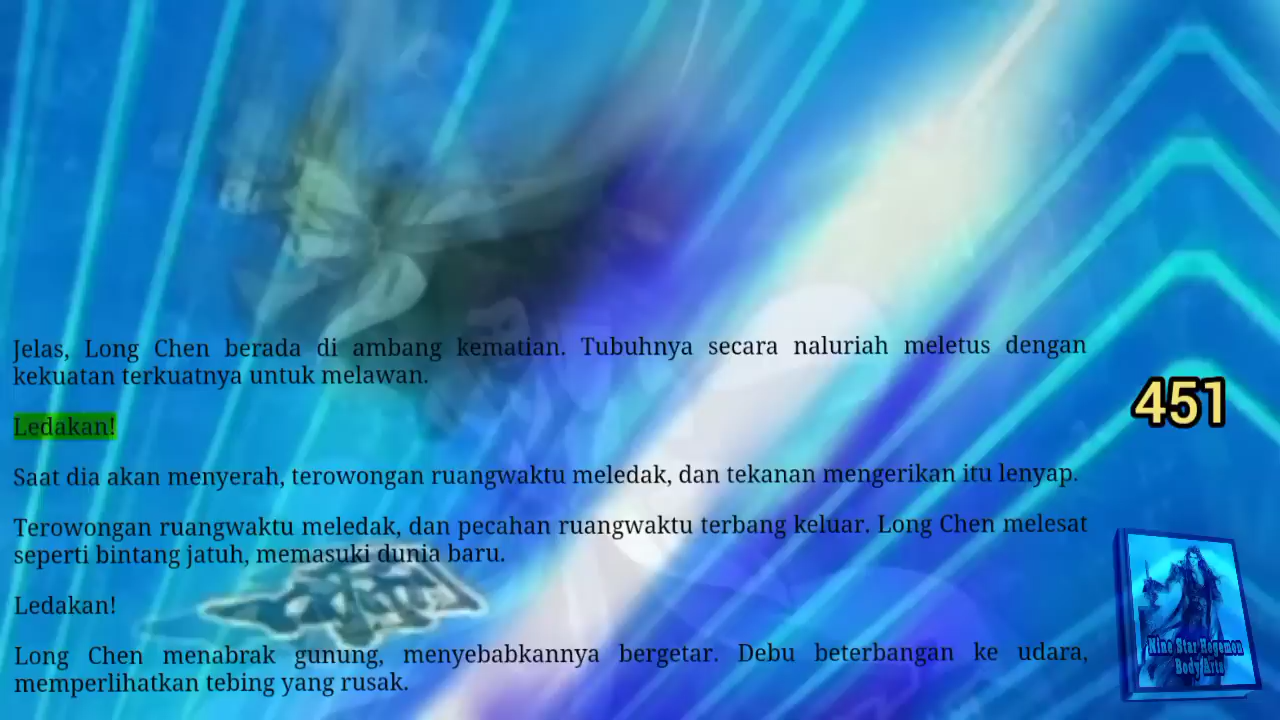 Jelas, Long Chen berada di ambang kematian. Tubuhnya secara naluriah meletus dengan
kekuatan terkuatnya untuk melawan.
Ledakan!
Saat dia akan menyerah, terowongan ruangwaktu meledak, dan tekanan mengerikan itu lenyap.
Terowongan ruangwaktu meledak, dan pecahan ruangwaktu terbang keluar. Long Chen melesat
seperti bintang jatuh, memasuki dunia baru.
Ledakan!
Long Chen menabrak gunung, menyebabkannya bergetar. Debu beterbangan ke udara,
memperlihatkan tebing yang rusak.
451
Nine Star Hegemon
Body Arts